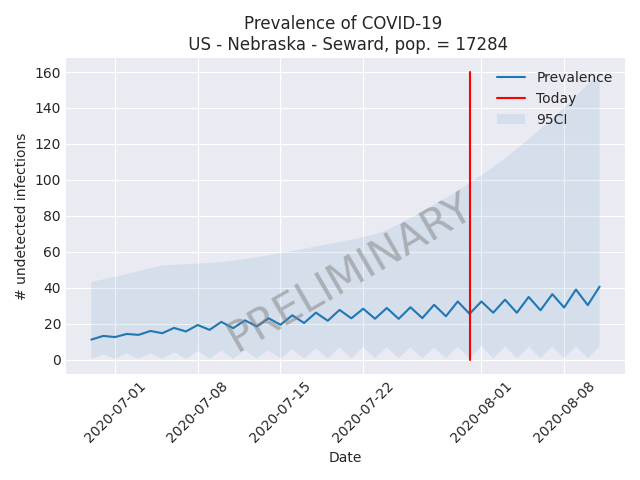 Prevalence of COVID-19
US - Nebraska - Seward, pop. = 17284
# undetected infections
160
140
120
100
80
60
40
20
0
Prevalence
Today
95CI
PRELIMINARY
2020-07-01
2020-07-08
2020-07-15
2020-07-22
2020-08-01
2020-08-08
Date